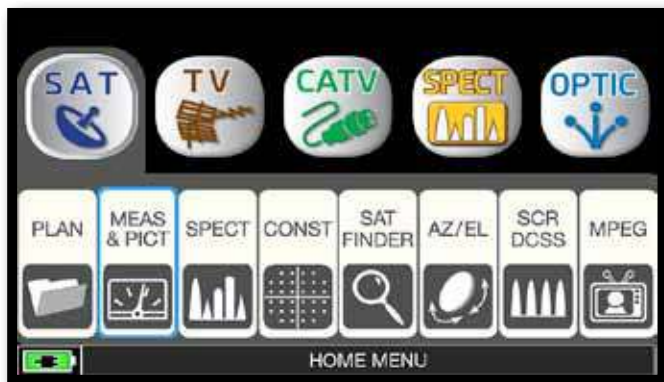 SAT
TV
CATV
SPECT
OPTIC
PLAN
MEAS
& PICT
SPECT
CONST
SAT
FINDER
AZ/EL
SCR
DCSS
MPEG
HOME MENU